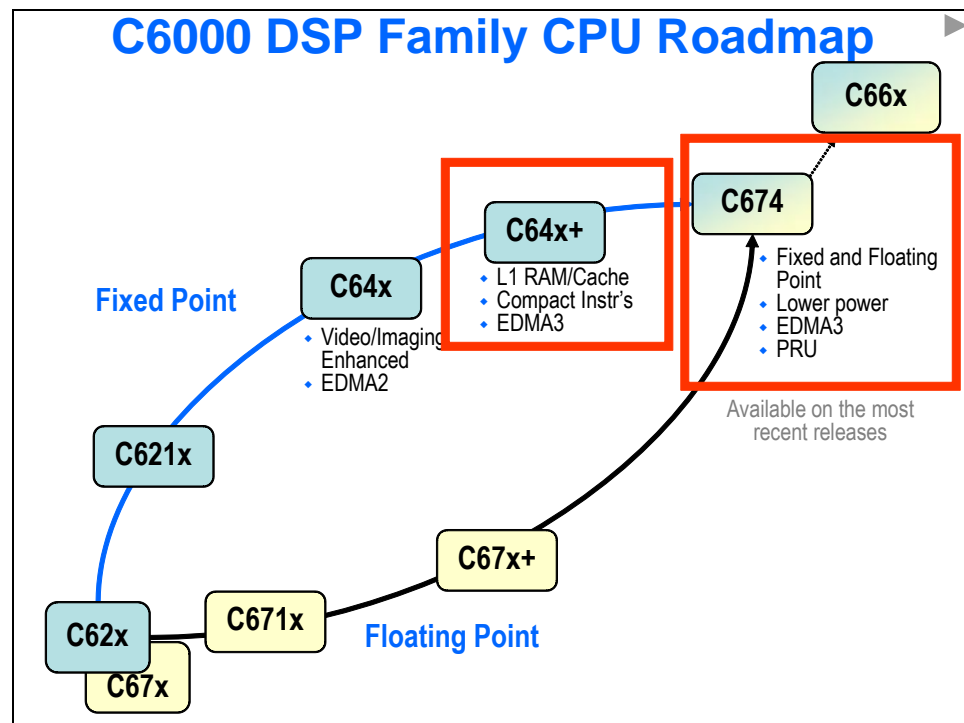 C6000 DSP Family CPU Roadmap
C66x
C674
Fixed and Floating
Point
Lower power
EDMA3
PRU
Available on the most
recent releases
C64x+
L1 RAM/Cache
Compact Instr's
EDMA3
C64x
Video/Imaging
Enhanced
EDMA2
Fixed Point
C621x
C67x+
C671x
Floating Point
C62x
C67x